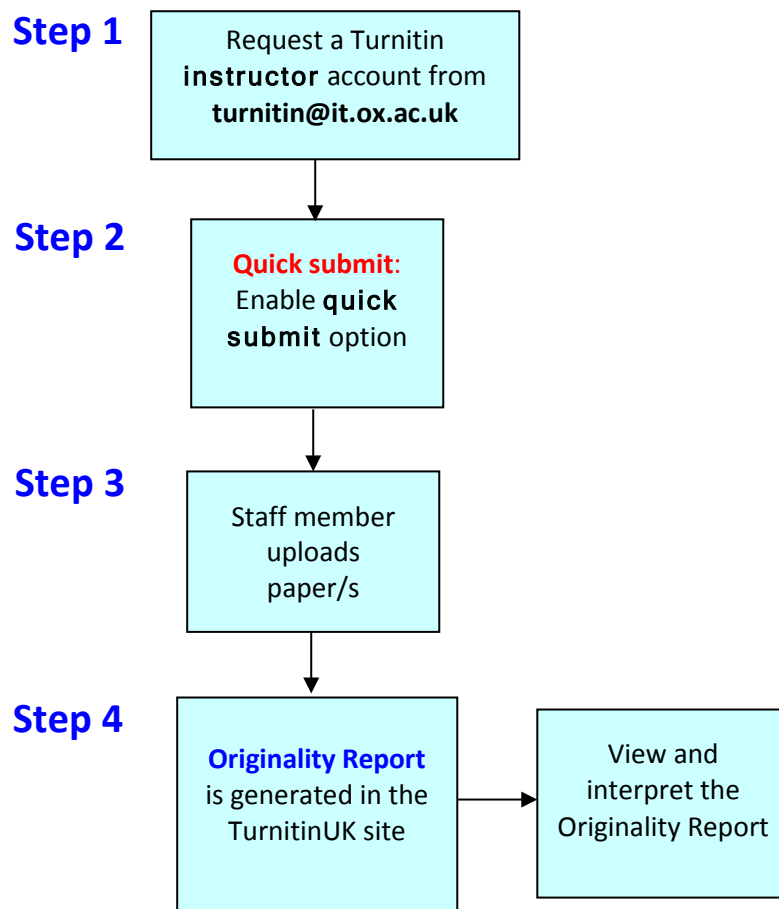 Step 1
Request a Turnitin
instructor account from
turnitin@it.ox.ac.uk
Step 2
Quick submit:
Enable quick
submit option
Step 3
Staff member
uploads
paper/s
Step 4
Originality Report
is generated in the
TurnitinUK site
View and
interpret the
Originality Report